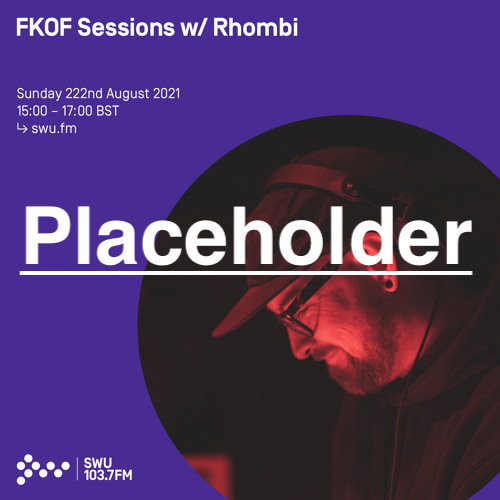 FKOF Sessions w/ Rhombi
Sunday 222nd August 2021
15:00 – 17:00 BST
↳ swu.fm
Placeholder
SWU
103.7FM